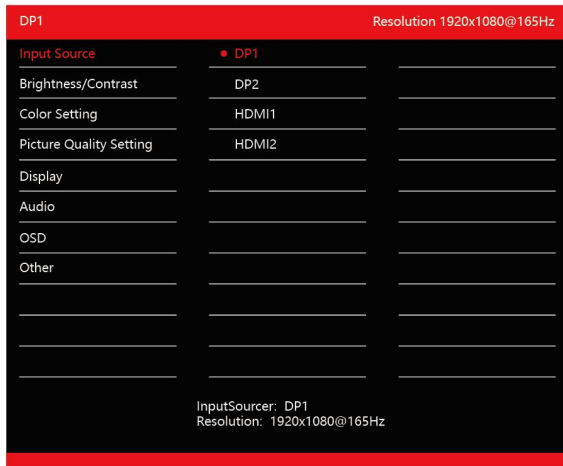 DP1 Resolution 1920x1080@165Hz
Input Source DP1
Brightness/Contrast DP2
Color Setting HDMI1
Picture Quality Setting HDMI2
Display
Audio
OSD
Other
InputSourcer: DP1
Resolution: 1920x1080@165Hz